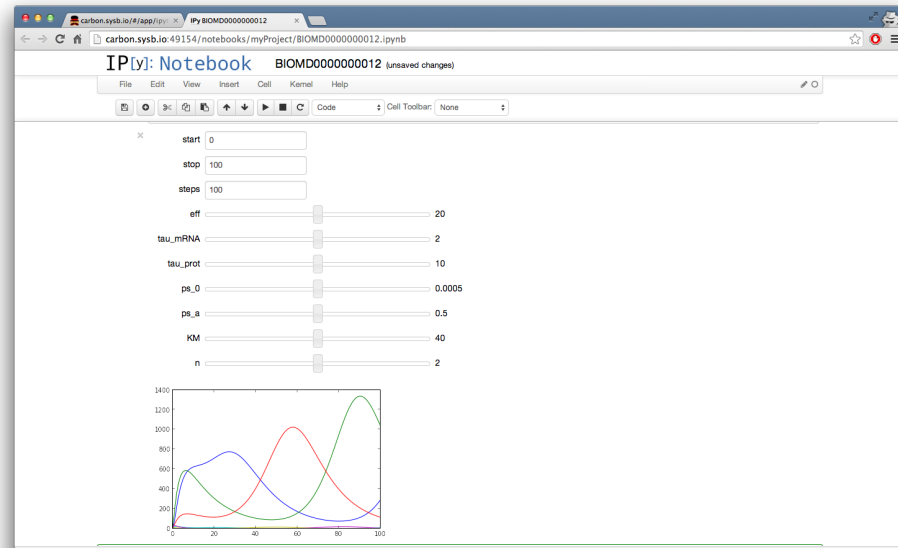 carbon.sysb.io/#/app/ipy
IPy BIOMD0000000012
carbon.sysb.io:49154/notebooks/myProject/BIOMD0000000012.ipynb
IP[y]: Notebook BIOMD0000000012 (unsaved changes)
File Edit View Insert Cell Kernel Help
Code Cell Toolbar: None
start 0
stop 100
steps 100
eff 20
tau_mRNA 2
tau_prot 10
ps_0 0.0005
ps_a 0.5
KM 40
n 2
1400
1200
1000
800
600
400
200
0
0 20 40 60 80 100